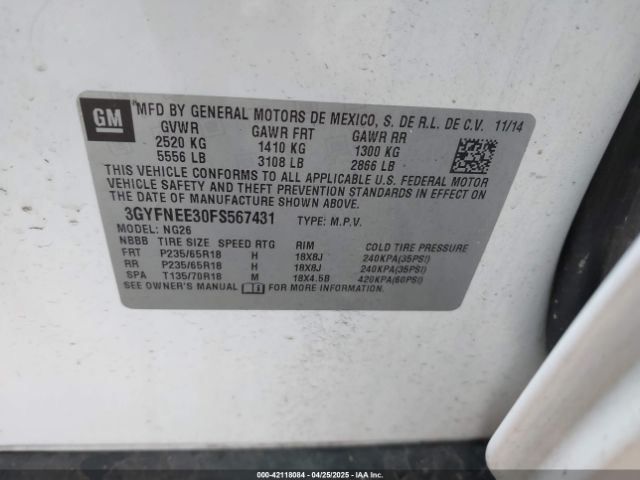 GM
MFD BY GENERAL MOTORS DE MEXICO, S. DE R.L. DE C.V. 11/14
GVWR GAWR FRT GAWR RR
2520 KG 1410 KG 1300 KG
5556 LB 3108 LB 2866 LB
THIS VEHICLE CONFORMS TO ALL APPLICABLE U.S. FEDERAL MOTOR
VEHICLE SAFETY AND THEFT PREVENTION STANDARDS IN EFFECT ON
THE DATE OF MANUFACTURE SHOWN ABOVE.
3GYFNEE30FS567431 TYPE: M.P.V.
MODEL: NG26
NBBB TIRE SIZE SPEED RTG RIM COLD TIRE PRESSURE
FRT P235/65R18 H 18X8J 240KPA(35PSI)
RR P235/65R18 H 18X8J 240KPA(35PSI)
SPA T135/70R18 M 18X4.5B 420KPA(60PSI)
SEE OWNER'S MANUAL FOR MORE INFORMATION
000-42118084 04/25/2025 IAAI.COM